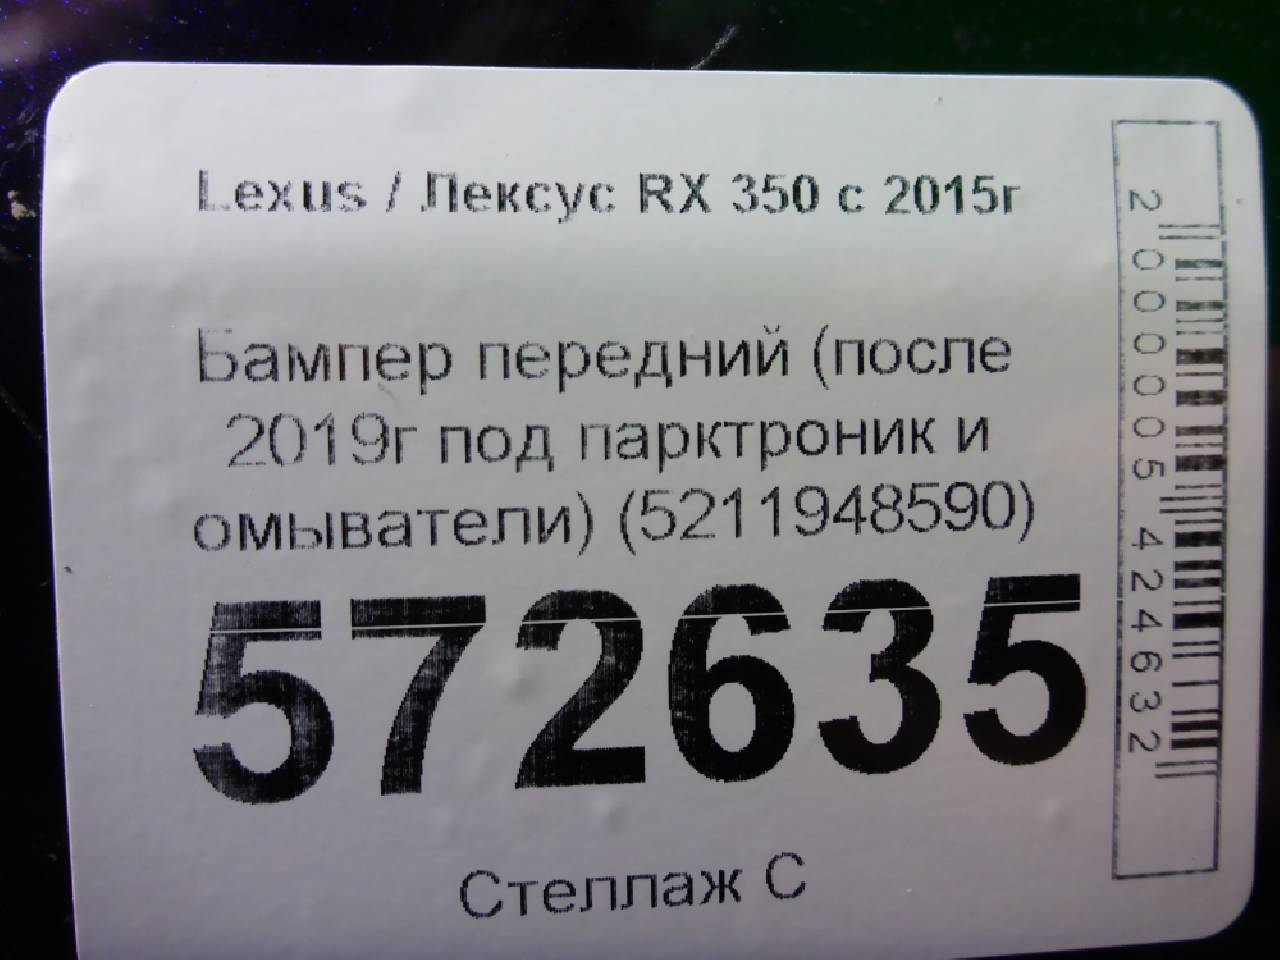 Lexus / Лексус RX 350 с 2015г
Бампер передний (после
2019г под парктроник и
омыватели) (5211948590)
572635
Стеллаж С
2000005424632